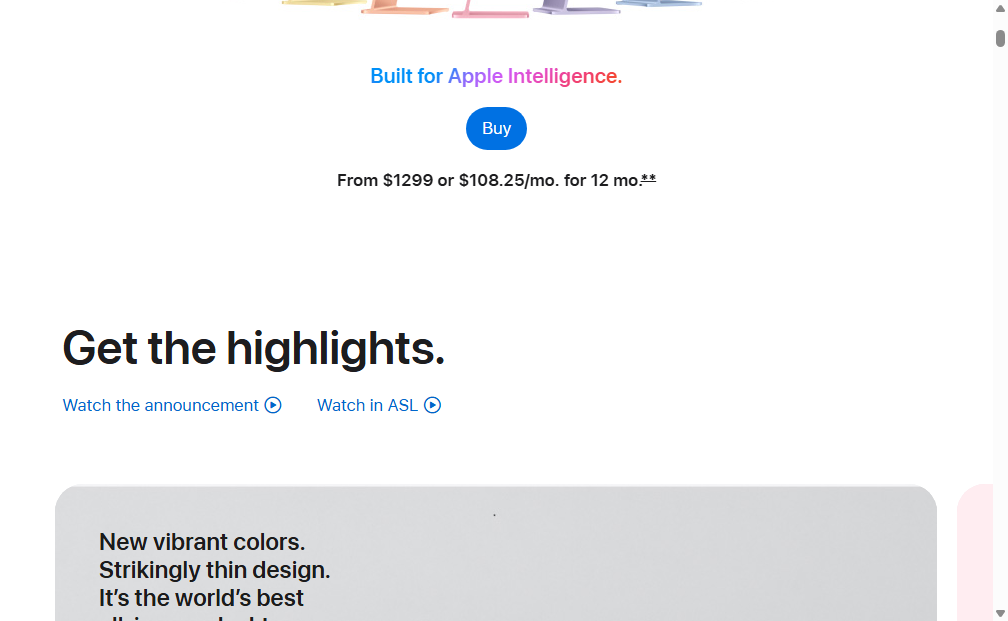 Built for Apple Intelligence.
Buy
From $1299 or $108.25/mo. for 12 mo.**
Get the highlights.
Watch the announcement
Watch in ASL
New vibrant colors.
Strikingly thin design.
It’s the world’s best